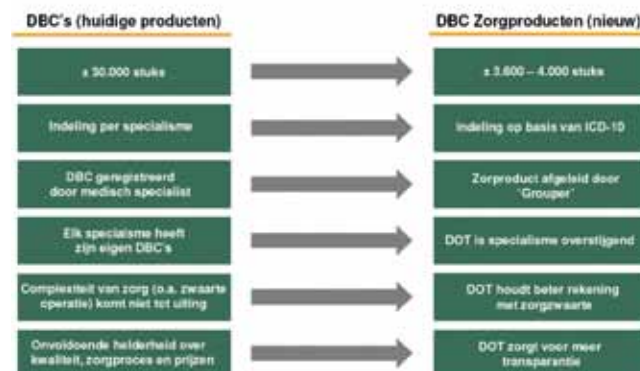 DBC's (huidige producten)
DBC Zorgproducten (nieuw)
± 30.000 stuks
± 3.600 – 4.000 stuks
Indeling per specialisme
Indeling op basis van ICD-10
DBC geregistreerd
door medisch specialist
Zorproduct afgeleid door
'Grouper'
Elk specialsme heeft
zijn eigen DBC's
DOT is specialisme overstijgend
Complexiteit van zorg (o.a. zwaarte
operatie) komt niet tot uiting
DOT houdt beter rekening
met zorgzwaarte
Onvoldoende helderheid over
kwaliteit, zorgproces en prijzen
DOT zorgt voor meer
transparantie